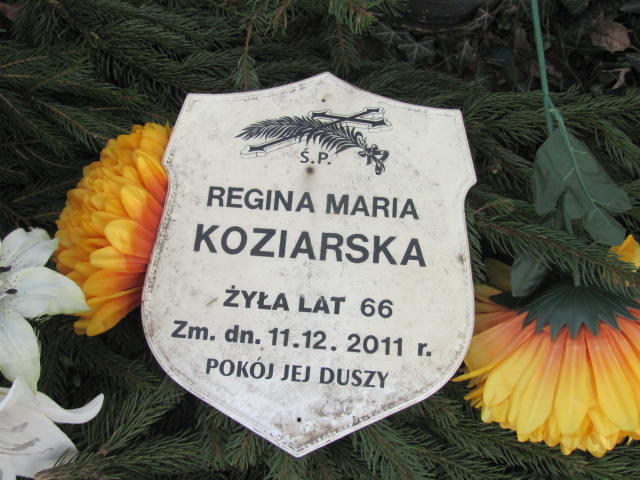 Ś.P.
REGINA MARIA
KOZIARSKA
ŻYŁA LAT 66
Zm. dn. 11.12. 2011 r.
POKÓJ JEJ DUSZY